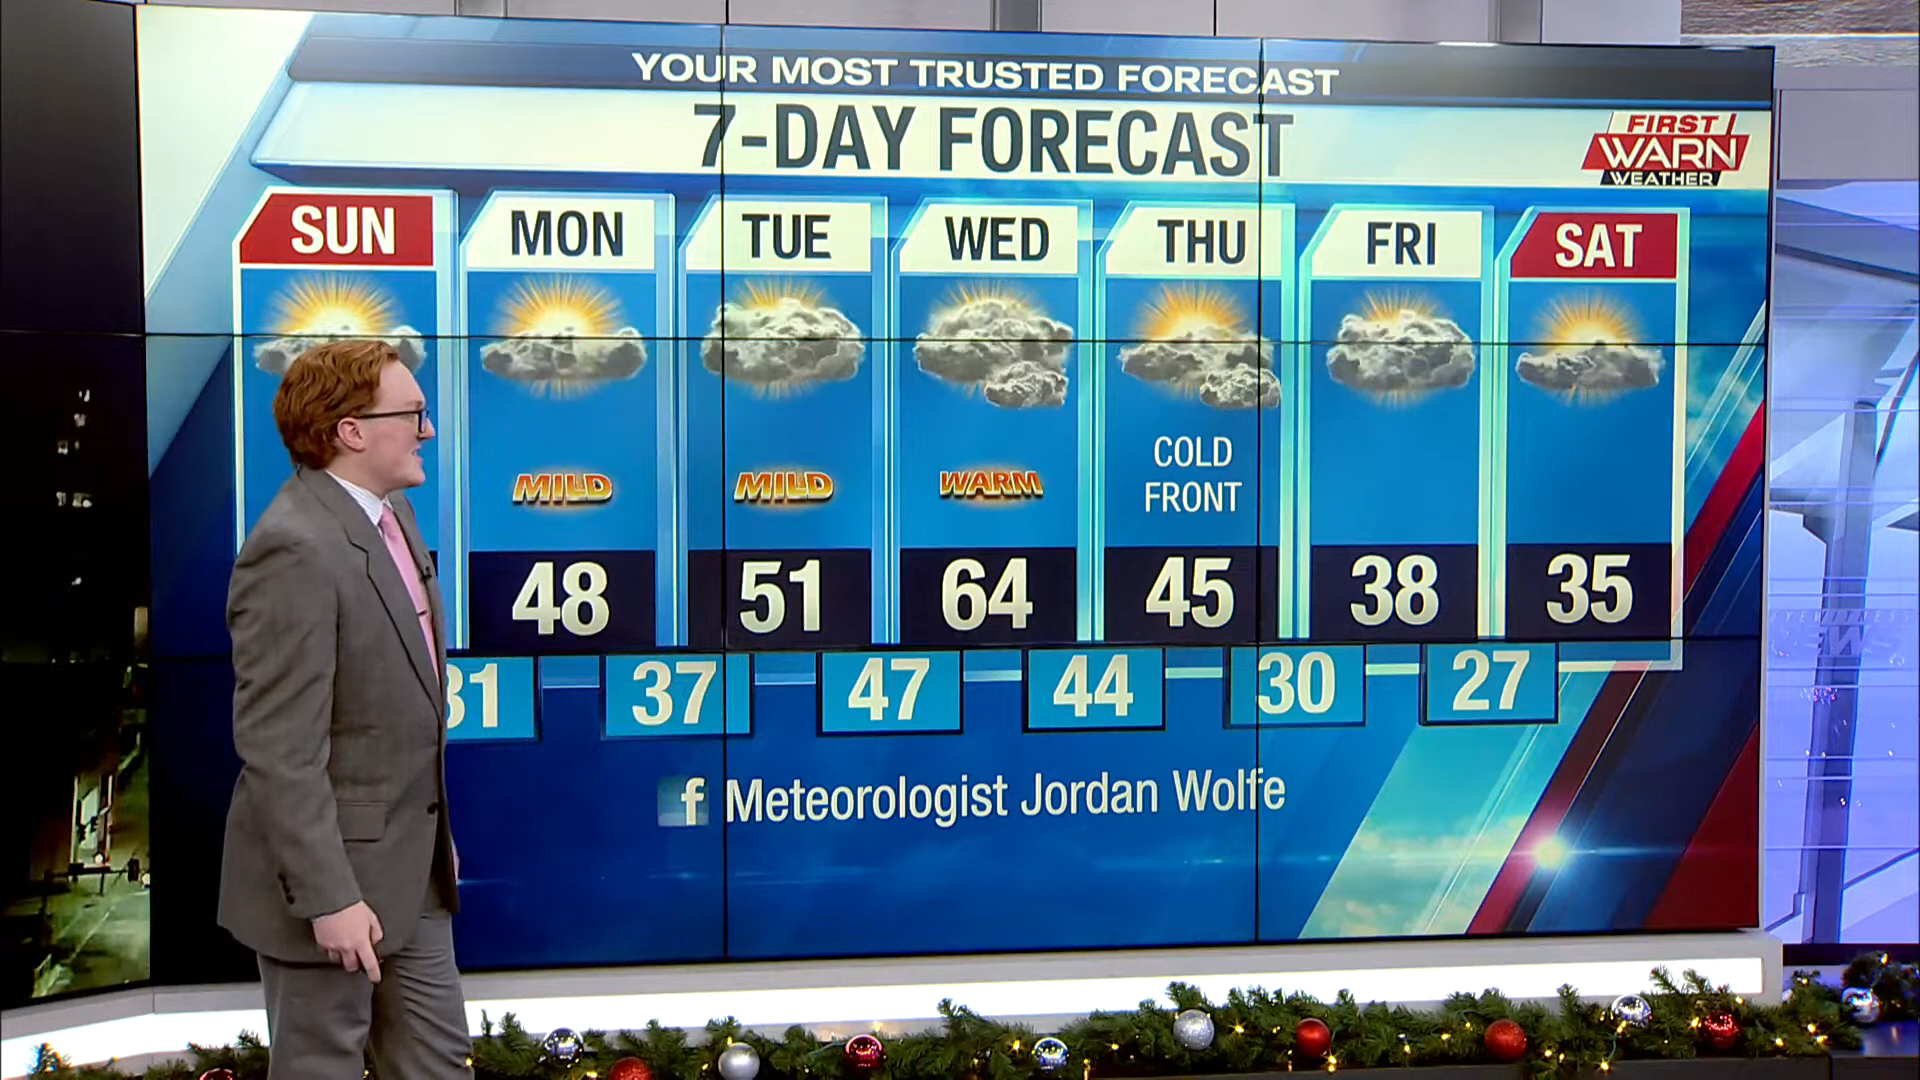 YOUR MOST TRUSTED FORECAST
7-DAY FORECAST
FIRST
WARN
WEATHER
SUN
MON
TUE
WED
THU
FRI
SAT
MILD
MILD
WARM
COLD
FRONT
48
51
64
45
38
35
31
37
47
44
30
27
f Meteorologist Jordan Wolfe